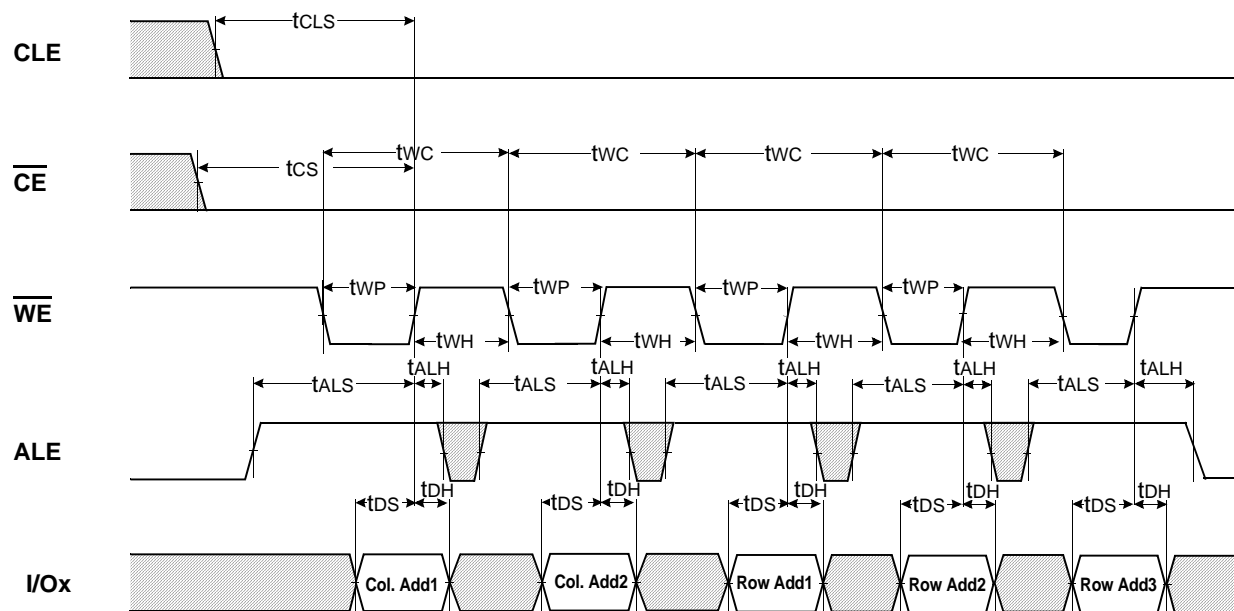 tCLS
CLE
tWC tWC tWC tWC
CE
tCS
WE
tWP tWP tWP tWP
tWH tWH tWH tWH
tALH tALH tALH tALH
tALS tALS tALS tALS tALS tALH
ALE
tDH tDH tDH tDH tDH
tDS tDS tDS tDS tDS
I/Ox
Col. Add1 Col. Add2 Row Add1 Row Add2 Row Add3